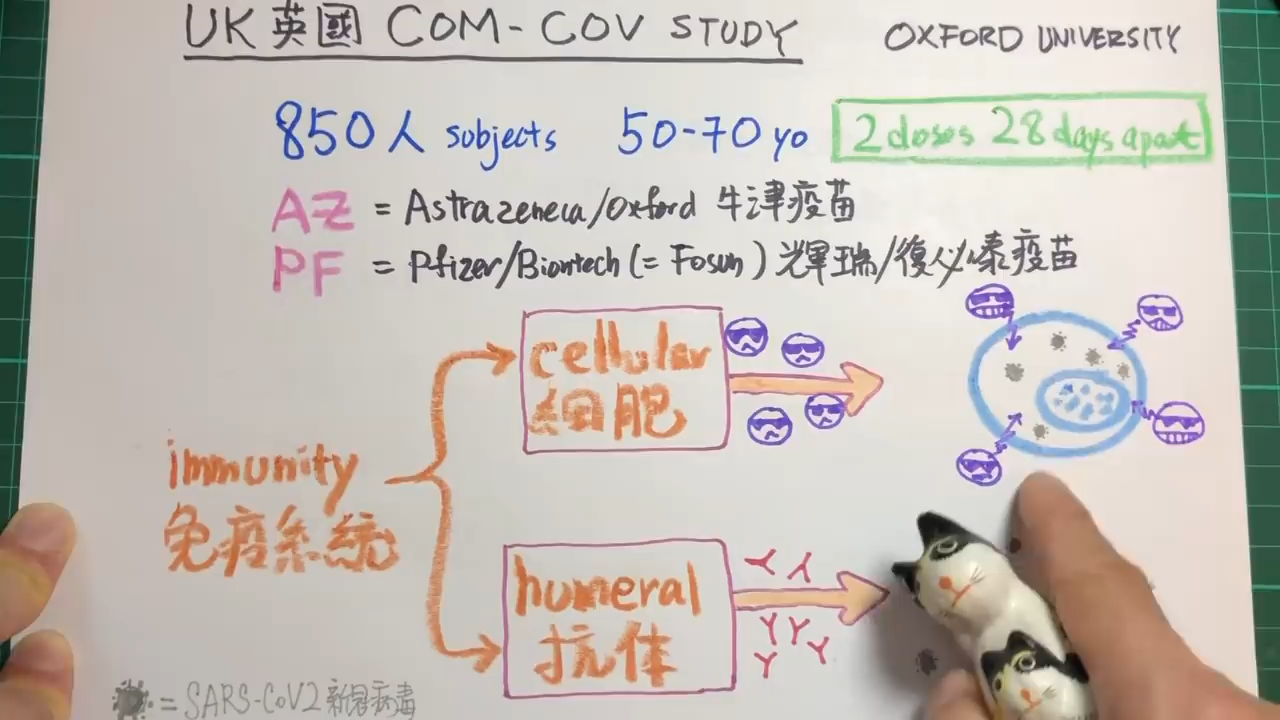 UK 英國 COM-COV STUDY
OXFORD UNIVERSITY
850人 subjects 50-70 yo
2 doses 28 days apart
AZ = Astrazeneca/Oxford 牛津疫苗
PF = Pfizer/Biontech (= Fosun) 輝瑞/復必泰疫苗
cellular
細胞
immunity
免疫系統
humeral
抗体
= SARS-CoV2 新冠病毒